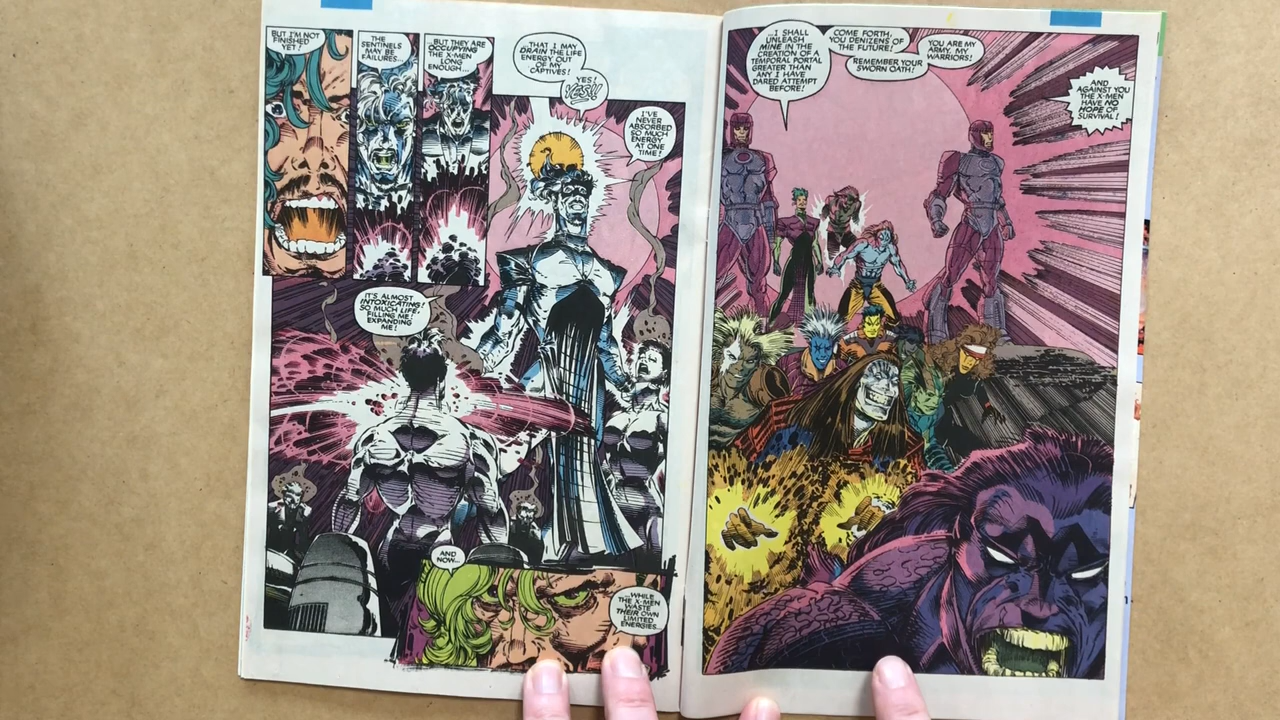 BUT I'M NOT
FINISHED
YET!
THE
SENTINELS
MAY BE
FAILURES...
BUT THEY ARE
OCCUPYING
THE X-MEN
LONG
ENOUGH...
THAT I MAY
DRAIN THE LIFE
ENERGY OUT
OF MY
CAPTIVES!
YES!
YES!!
I'VE
NEVER
ABSORBED
SO MUCH
ENERGY
AT ONE
TIME!
IT'S ALMOST
INTOXICATING!
SO MUCH LIFE,
FILLING ME!
EXPANDING
ME!
AND
NOW...
...WHILE
THE X-MEN
WASTE
THEIR OWN
LIMITED
ENERGIES...
...I SHALL
UNLEASH
MINE IN THE
CREATION OF A
TEMPORAL PORTAL
GREATER THAN
ANY I HAVE
DARED ATTEMPT
BEFORE!
COME FORTH,
YOU DENIZENS OF
THE FUTURE!
REMEMBER YOUR
SWORN OATH!
YOU ARE MY
ARMY, MY
WARRIORS!
AND
AGAINST YOU
THE X-MEN
HAVE NO
HOPE OF
SURVIVAL!